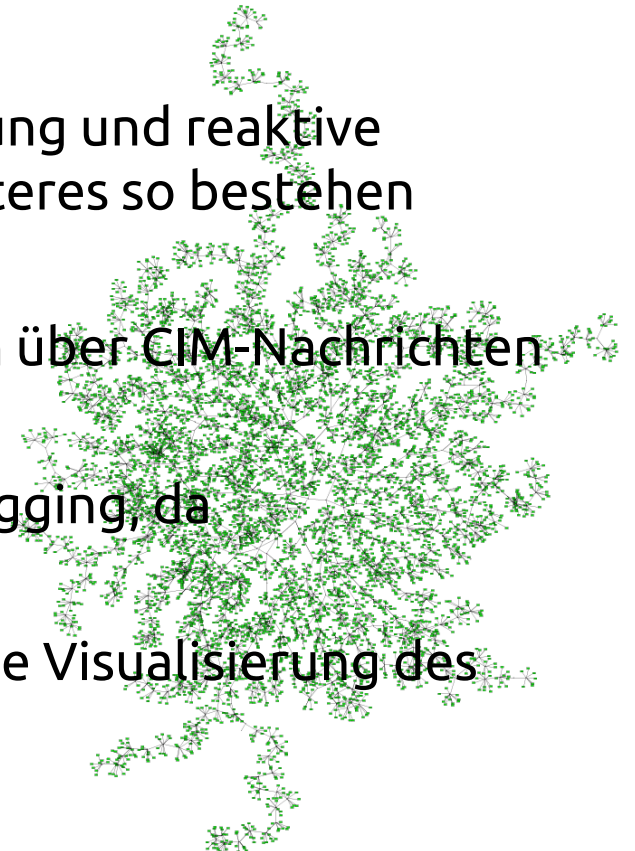 ung und reaktive
teres so bestehen
über CIM-Nachrichten
gging, da
e Visualisierung des